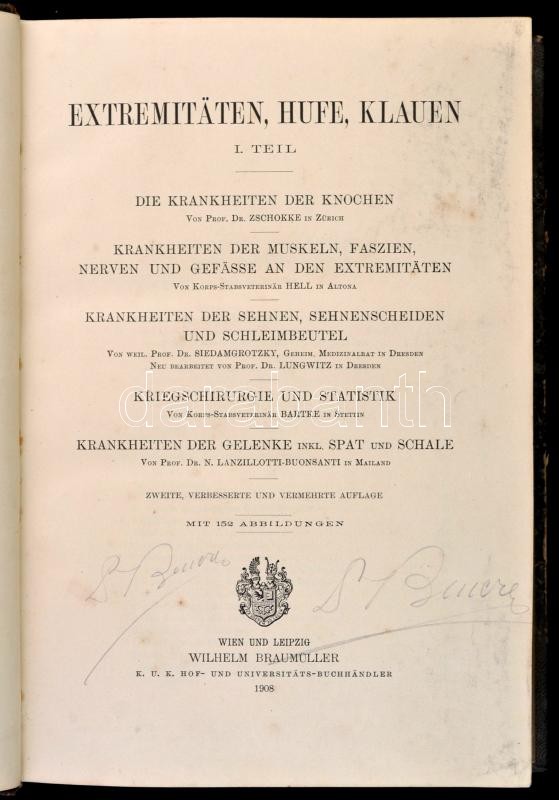 EXTREMITÄTEN, HUFE, KLAUEN
I. TEIL
DIE KRANKHEITEN DER KNOCHEN
VON PROF. DR. ZSCHOKKE IN ZÜRICH
KRANKHEITEN DER MUSKELN, FASZIEN,
NERVEN UND GEFÄSSE AN DEN EXTREMITÄTEN
VON KORPS-STABSVETERINÄR HELL IN ALTONA
KRANKHEITEN DER SEHNEN, SEHNENSCHEIDEN
UND SCHLEIMBEUTEL
VON WEIL. PROF. DR. SIEDAMGROTZKY, GEHEIM. MEDIZINALRAT IN DRESDEN
NEU BEARBEITET VON PROF. DR. LUNGWITZ IN DRESDEN
darabanth
KRIEGSCHIRURGIE UND STATISTIK
VON KORPS-STABSVETERINÄR BALTKE IN STETTIN
KRANKHEITEN DER GELENKE INKL. SPAT UND SCHALE
VON PROF. DR. N. LANZILLOTTI-BUONSANTI IN MAILAND
ZWEITE, VERBESSERTE UND VERMEHRTE AUFLAGE
MIT 152 ABBILDUNGEN
WIEN UND LEIPZIG
WILHELM BRAUMÜLLER
K. U. K. HOF- UND UNIVERSITÄTS-BUCHHÄNDLER
1908